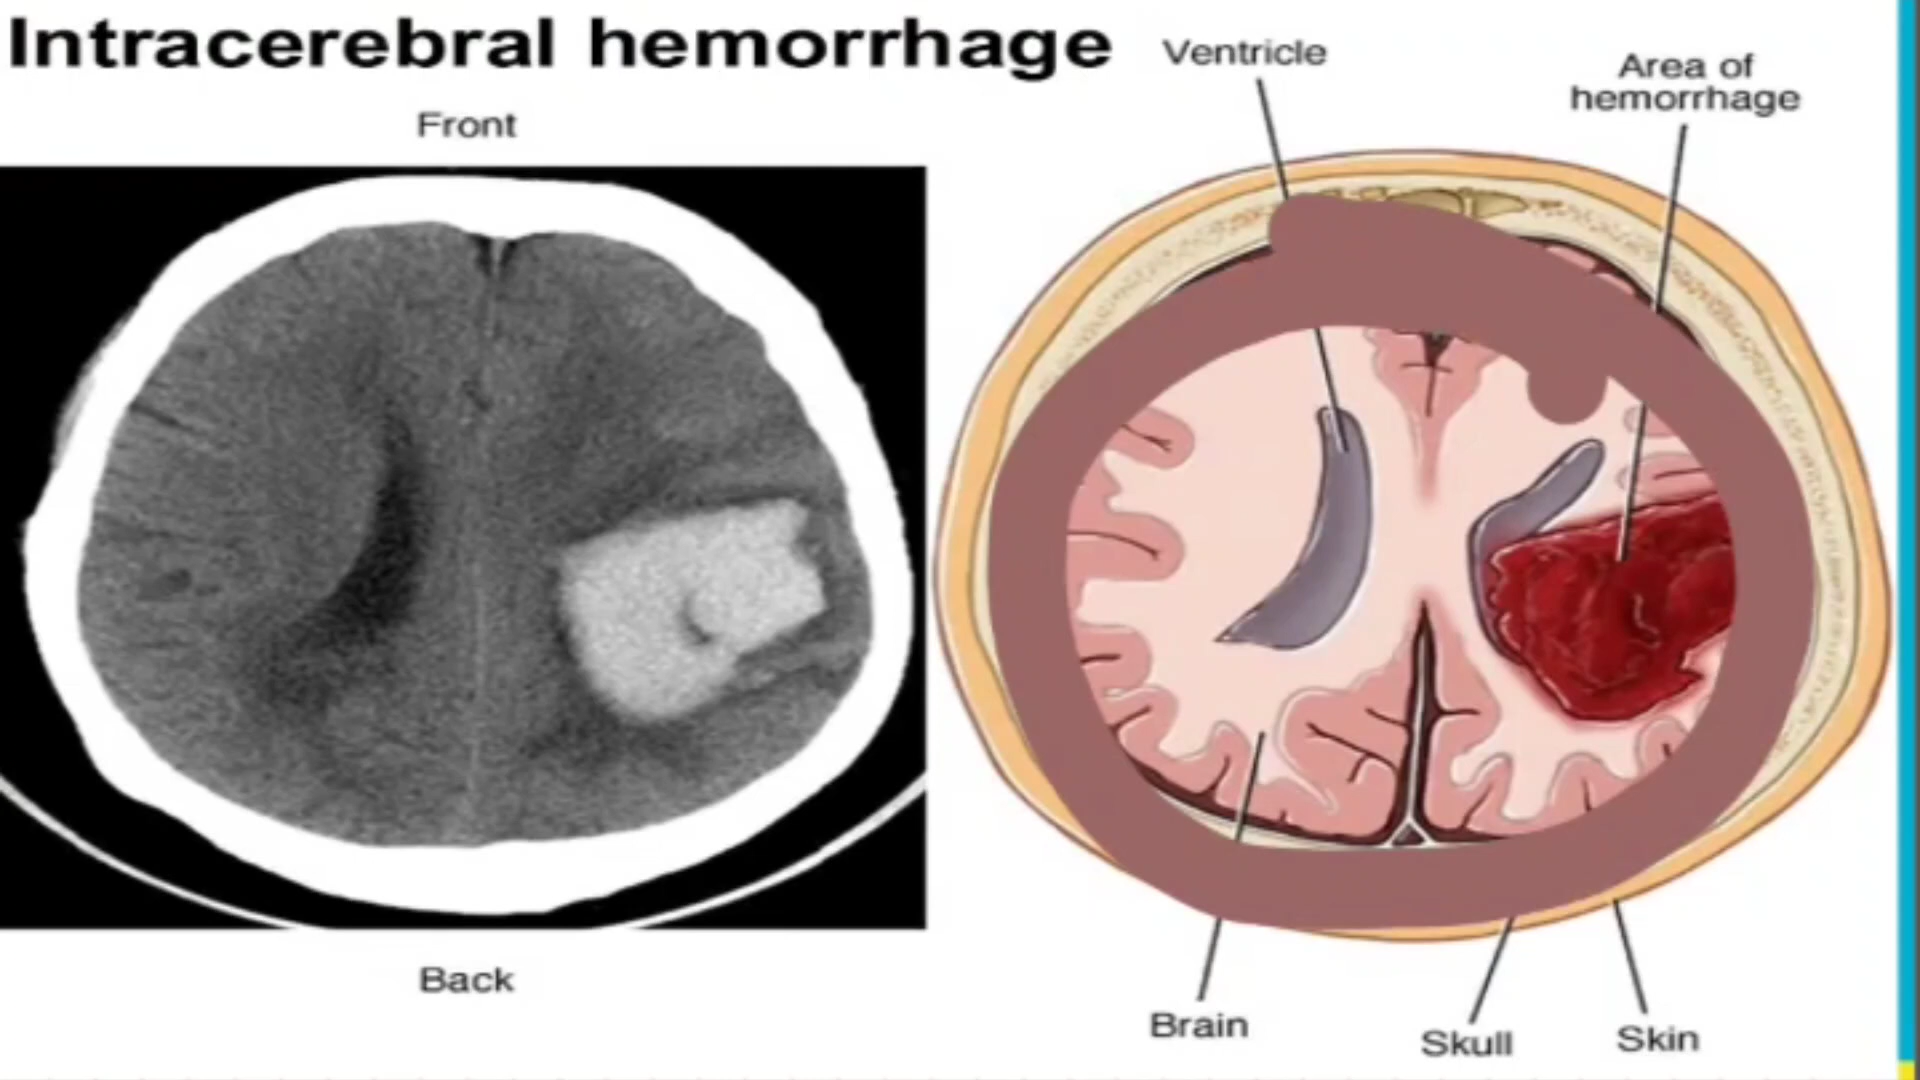 Intracerebral hemorrhage
Ventricle
Area of
hemorrhage
Front
Back
Brain
Skull
Skin